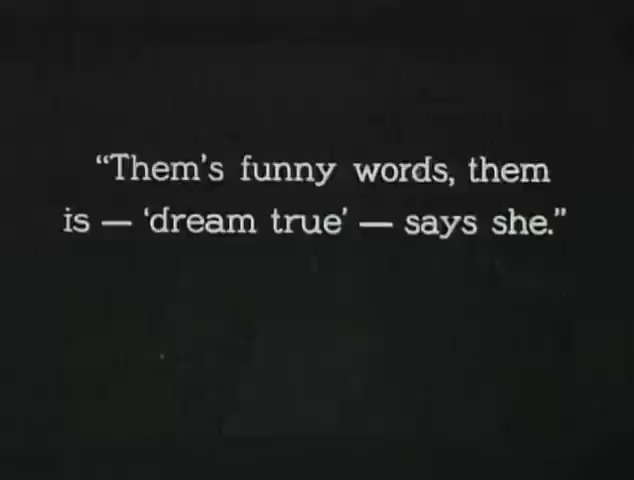 “Them's funny words, them
is — ‘dream true’ — says she.”